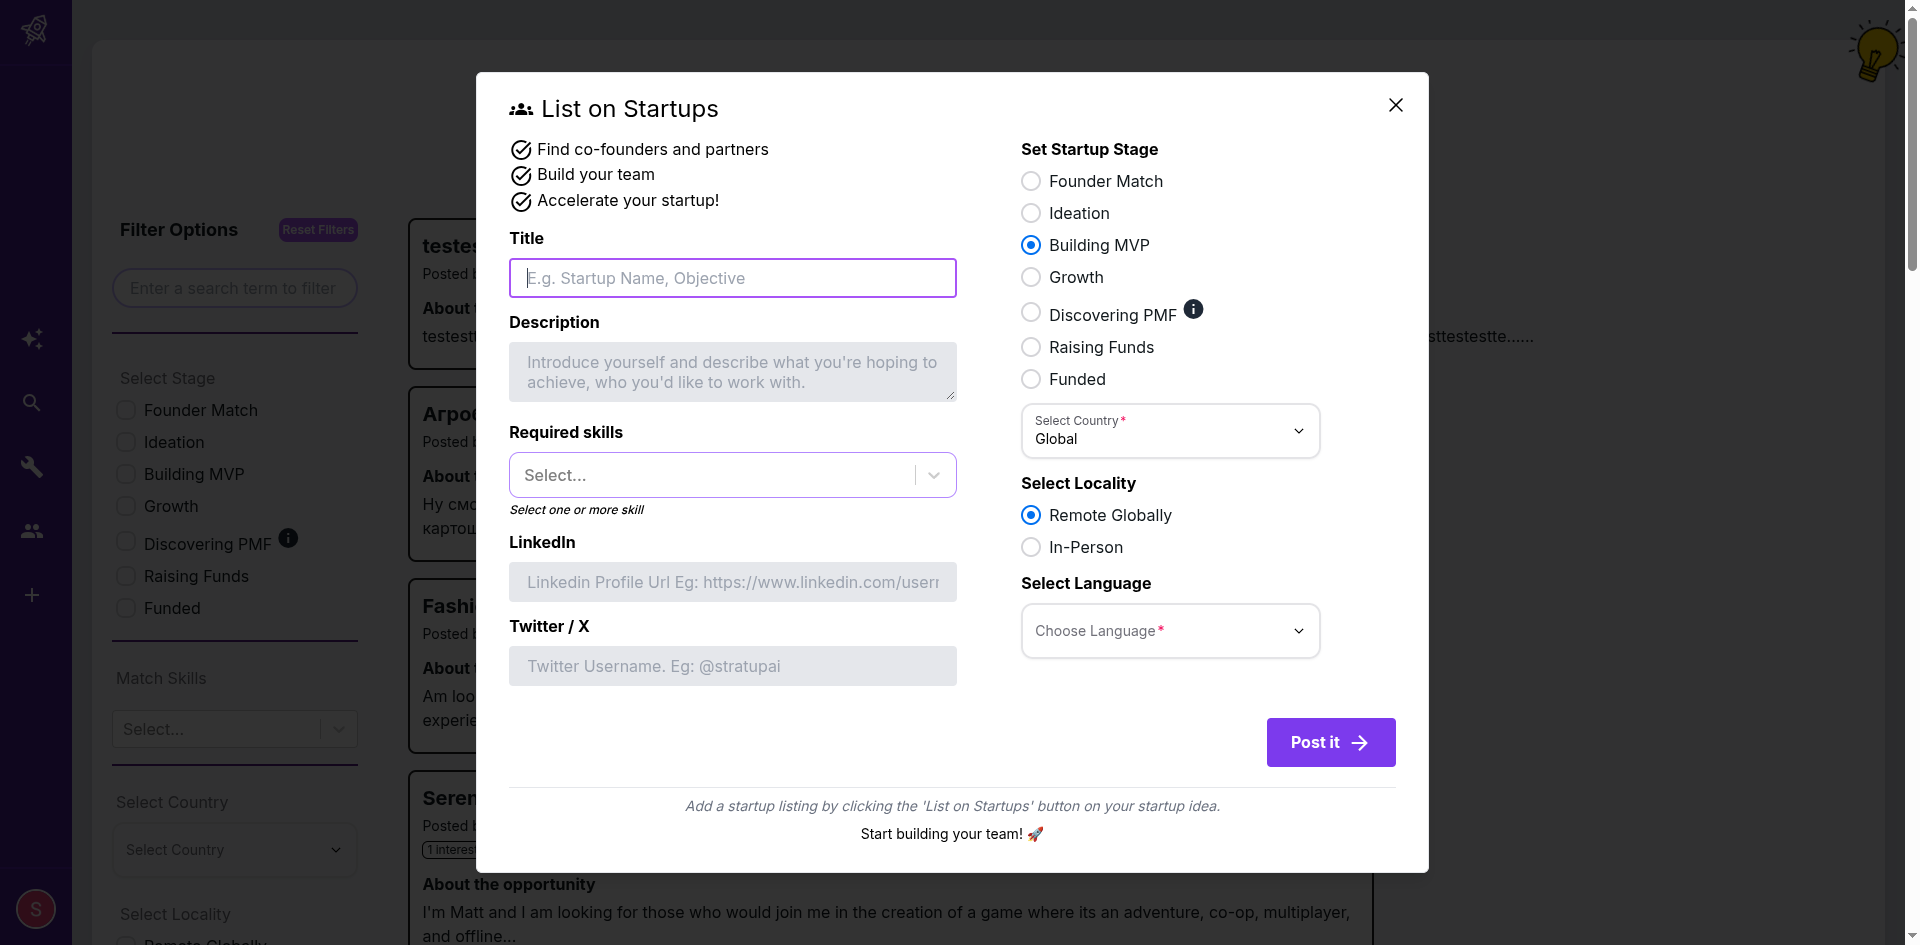 List on Startups
Find co-founders and partners
Build your team
Accelerate your startup!
Title
E.g. Startup Name, Objective
Description
Introduce yourself and describe what you're hoping to
achieve, who you'd like to work with.
Required skills
Select...
Select one or more skill
LinkedIn
Linkedin Profile Url Eg: https://www.linkedin.com/usern
Twitter / X
Twitter Username. Eg: @stratupai
Set Startup Stage
Founder Match
Ideation
Building MVP
Growth
Discovering PMF
Raising Funds
Funded
Select Country *
Global
Select Locality
Remote Globally
In-Person
Select Language
Choose Language *
Post it
Add a startup listing by clicking the 'List on Startups' button on your startup idea.
Start building your team! 🚀
Filter Options
Reset Filters
Enter a search term to filter
Select Stage
Founder Match
Ideation
Building MVP
Growth
Discovering PMF
Raising Funds
Funded
Match Skills
Select...
Select Country
Select Country
Select Locality
Remote Globally
S
Posted b
About t
sttestestte......
Posted b
About t
Ну
Fashi
Posted b
About t
Am loo
experie
Seren
Posted b
1 Interes
About the opportunity
I'm Matt and I am looking for those who would join me in the creation of a game where its an adventure, co-op, multiplayer,
and offline...